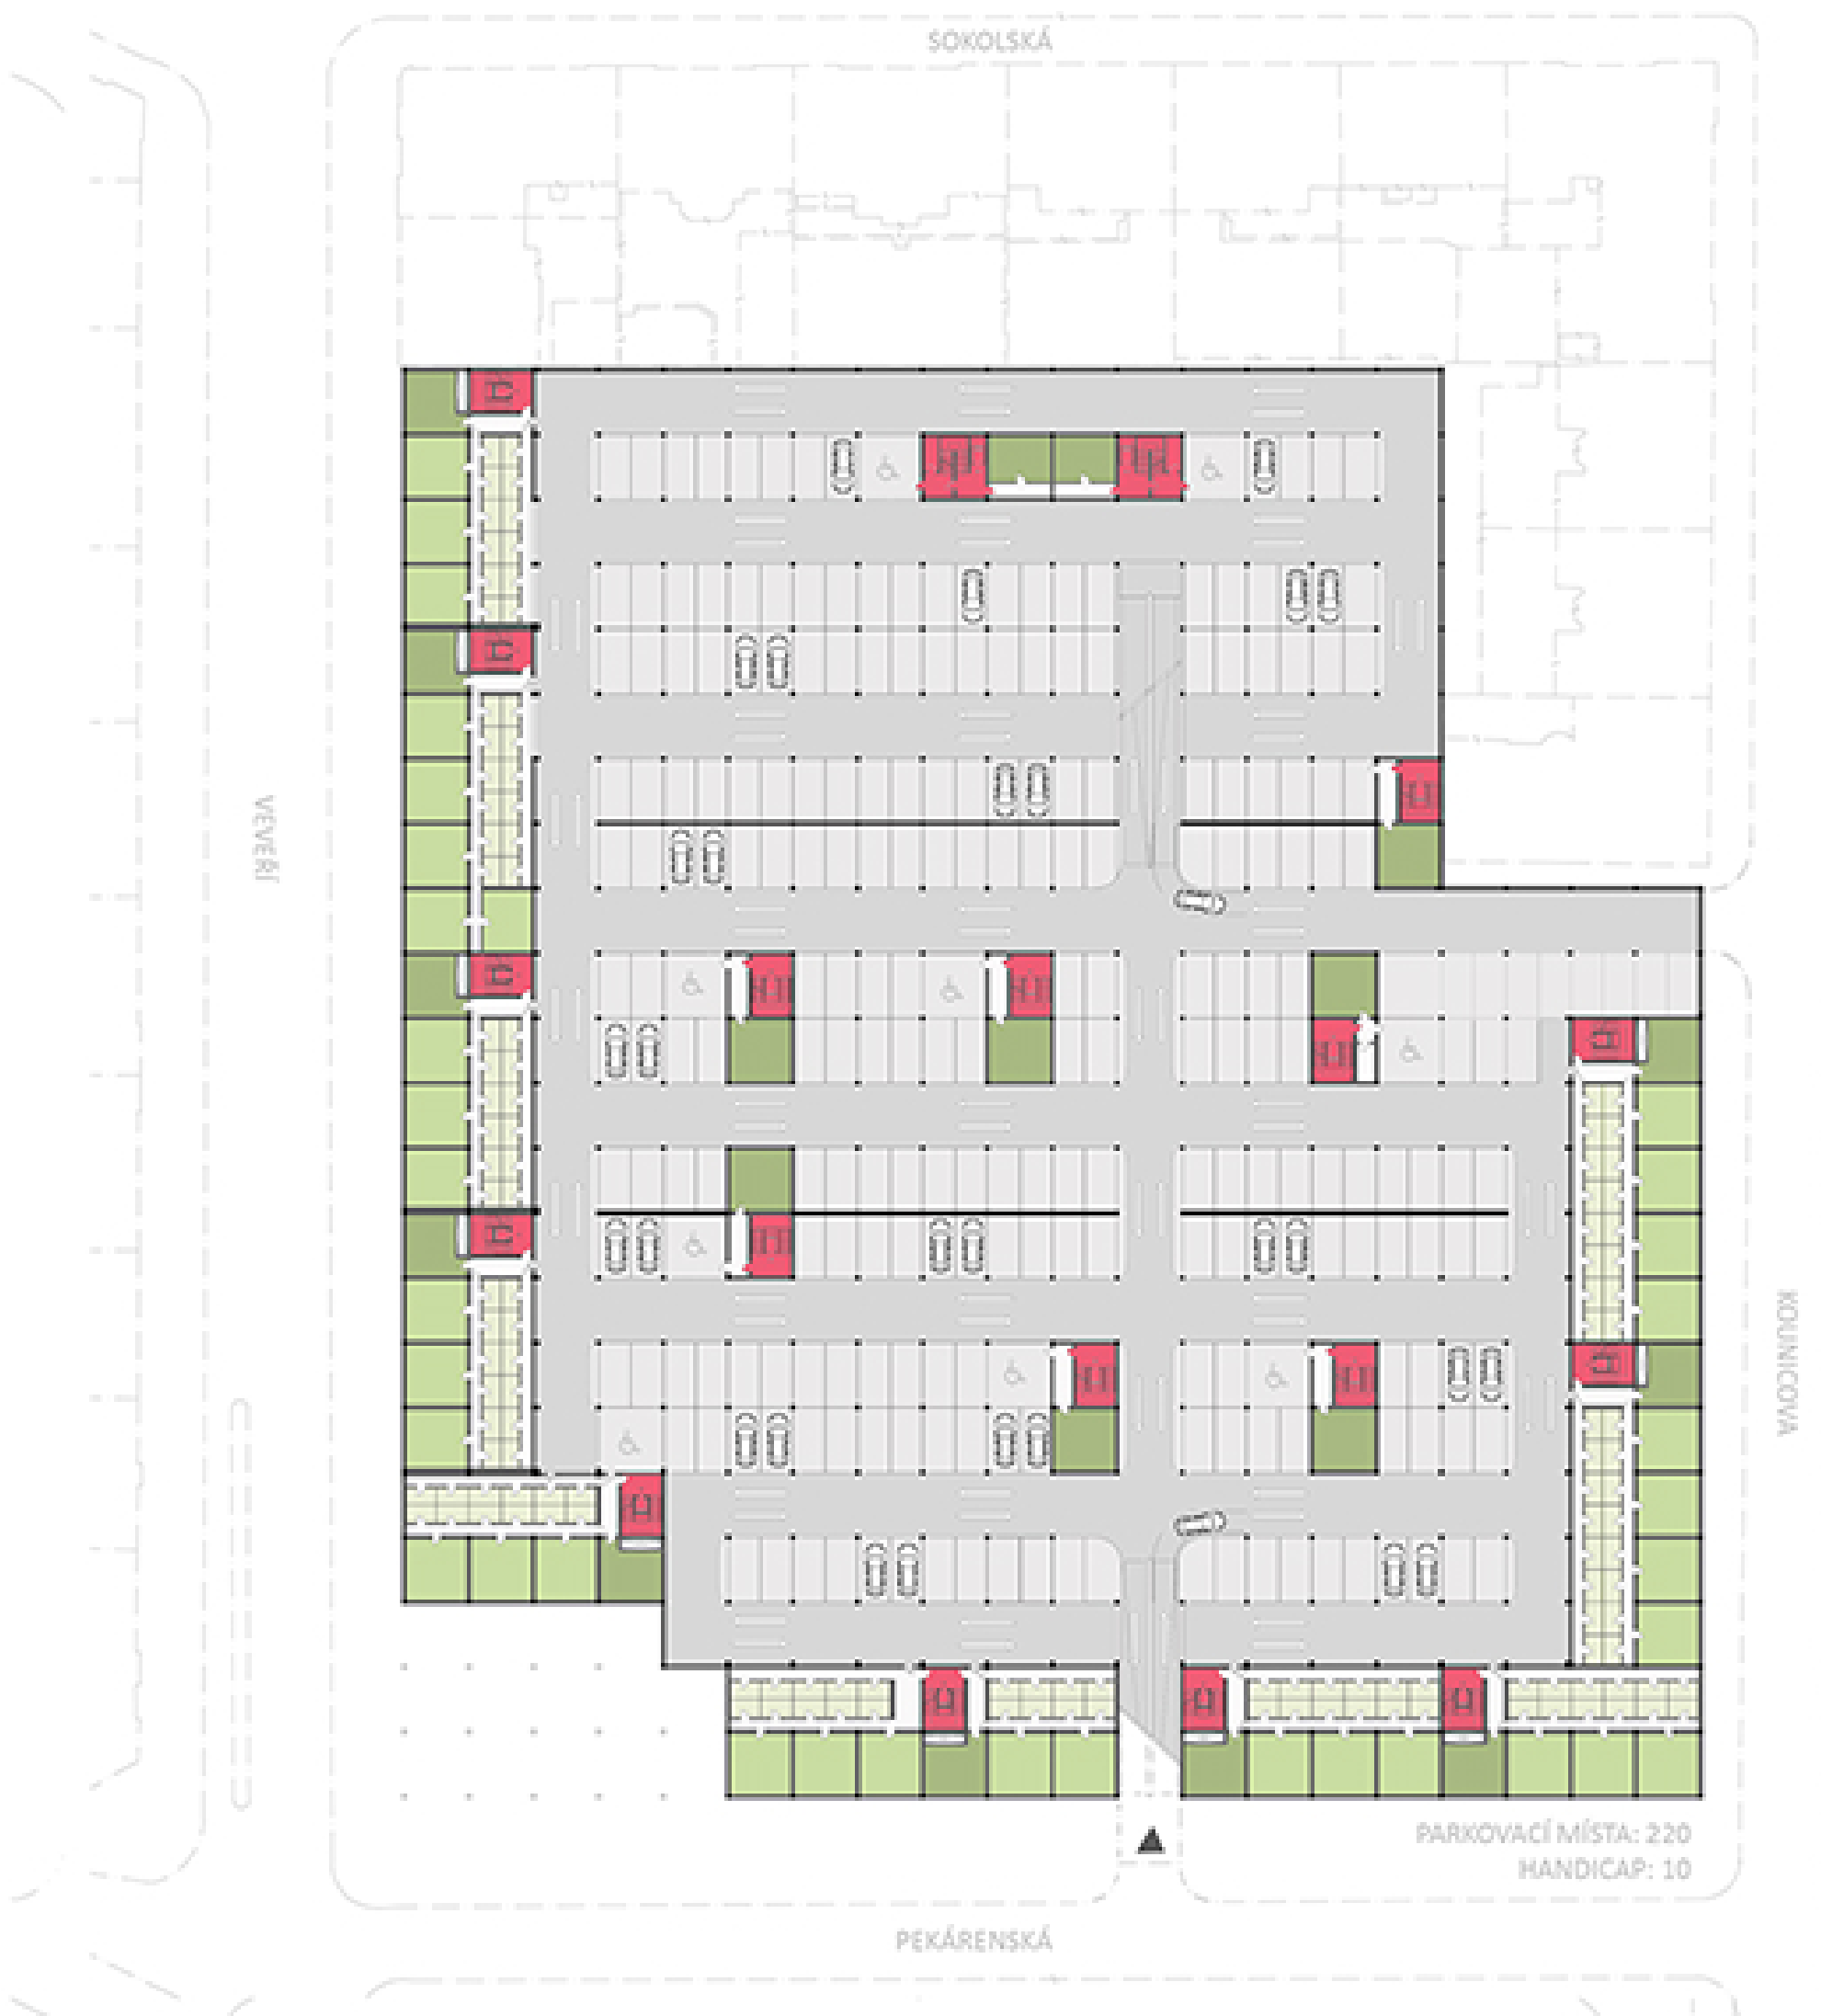 SOKOLSKÁ
VEVEŘÍ
KOUNICOVA
PARKOVACÍ MÍSTA: 220
HANDICAP: 10
PEKÁRENSKÁ